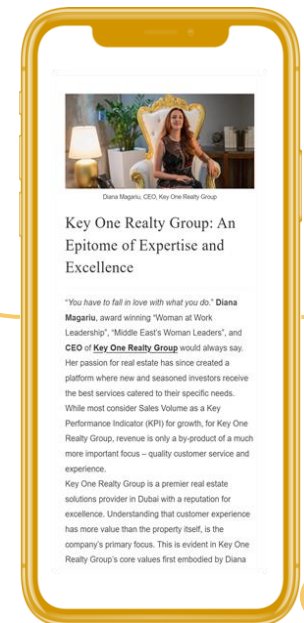 Diana Magariu, CEO, Key One Realty Group
Key One Realty Group: An
Epitome of Expertise and
Excellence
"You have to fall in love with what you do." Diana
Magariu, award winning "Woman at Work
Leadership", "Middle East's Woman Leaders", and
CEO of Key One Realty Group would always say.
Her passion for real estate has since created a
platform where new and seasoned investors receive
the best services catered to their specific needs.
While most consider Sales Volume as a Key
Performance Indicator (KPI) for growth, for Key One
Realty Group, revenue is only a by-product of a much
more important focus – quality customer service and
experience.
Key One Realty Group is a premier real estate
solutions provider in Dubai with a reputation for
excellence. Understanding that customer experience
has more value than the property itself, is the
company's primary focus. This is evident in Key One
Realty Group's core values first embodied by Diana